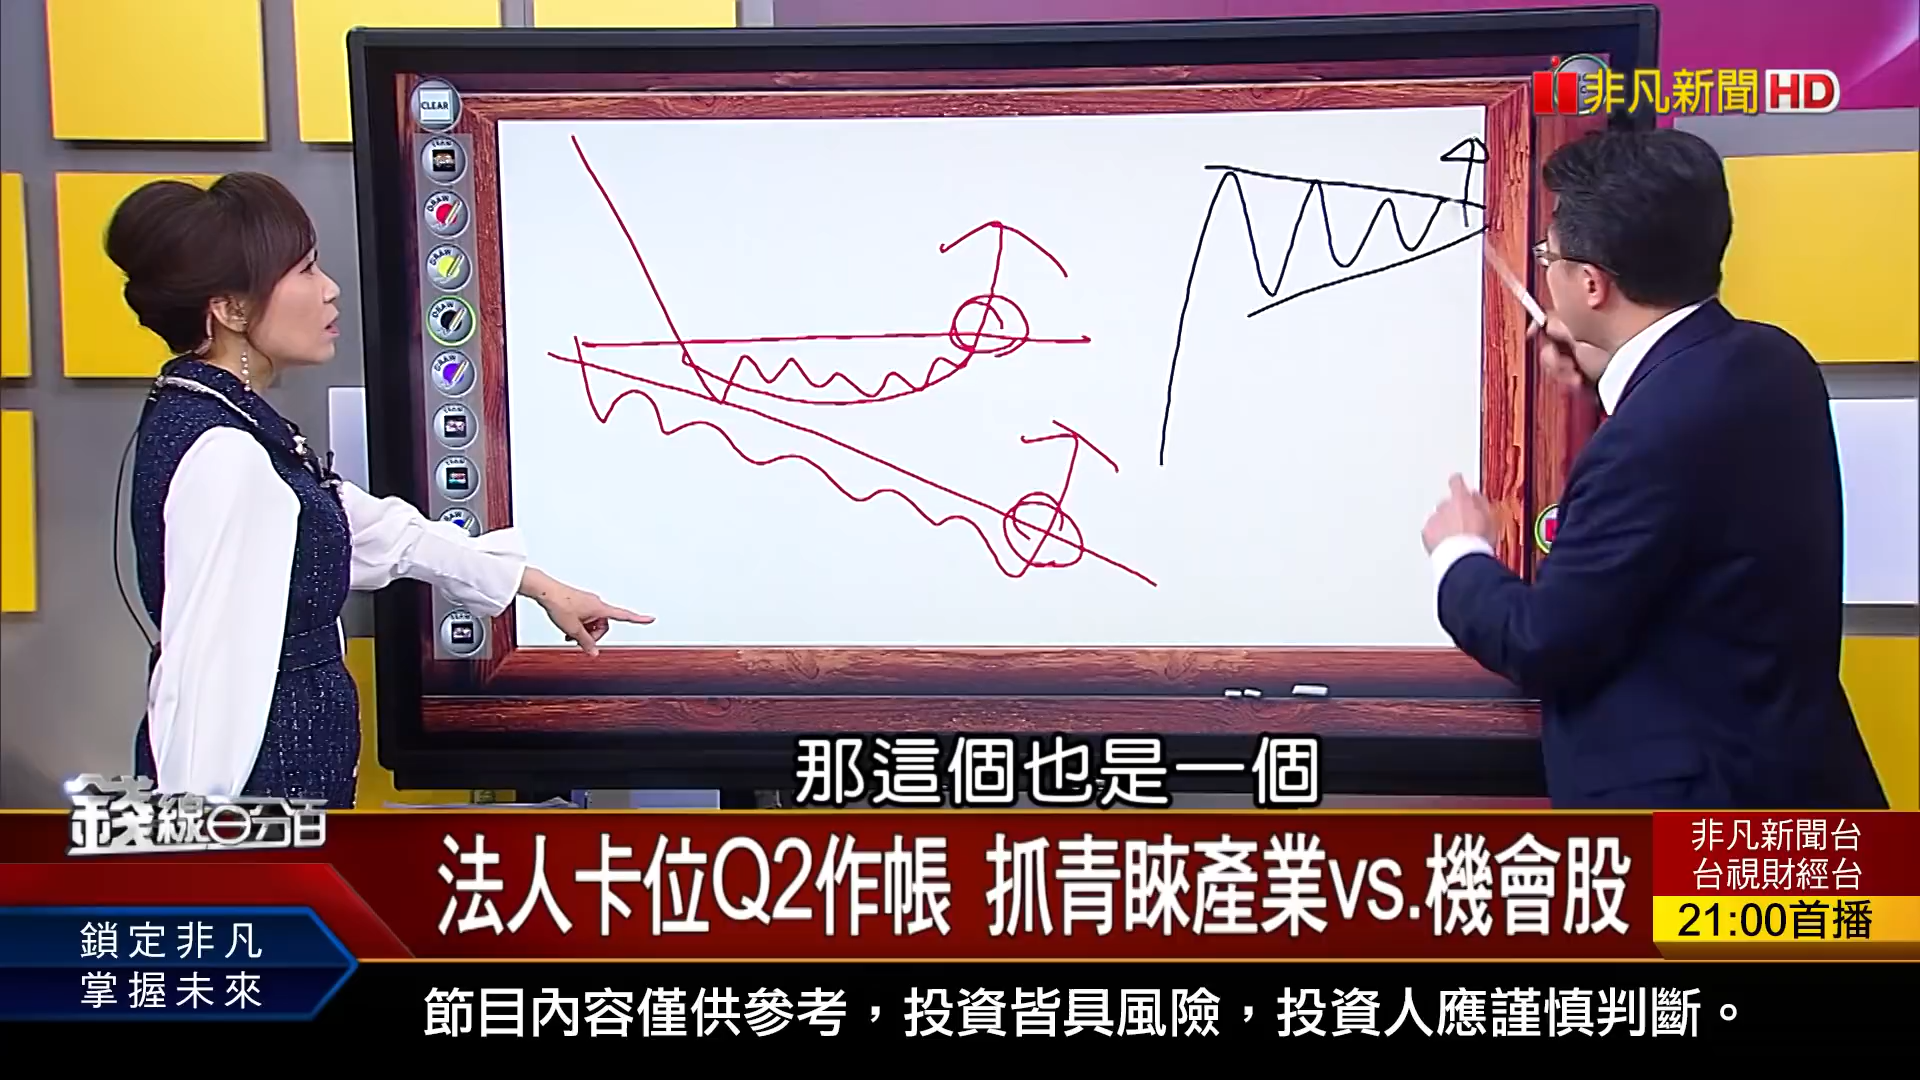 非凡新聞HD
CLEAR
DRAW
DRAW
DRAW
DRAW
那這個也是一個
錢線百分百
法人卡位Q2作帳 抓青睞產業vs.機會股
非凡新聞台
台視財經台
21:00首播
鎖定非凡
掌握未來
節目內容僅供參考，投資皆具風險，投資人應謹慎判斷。